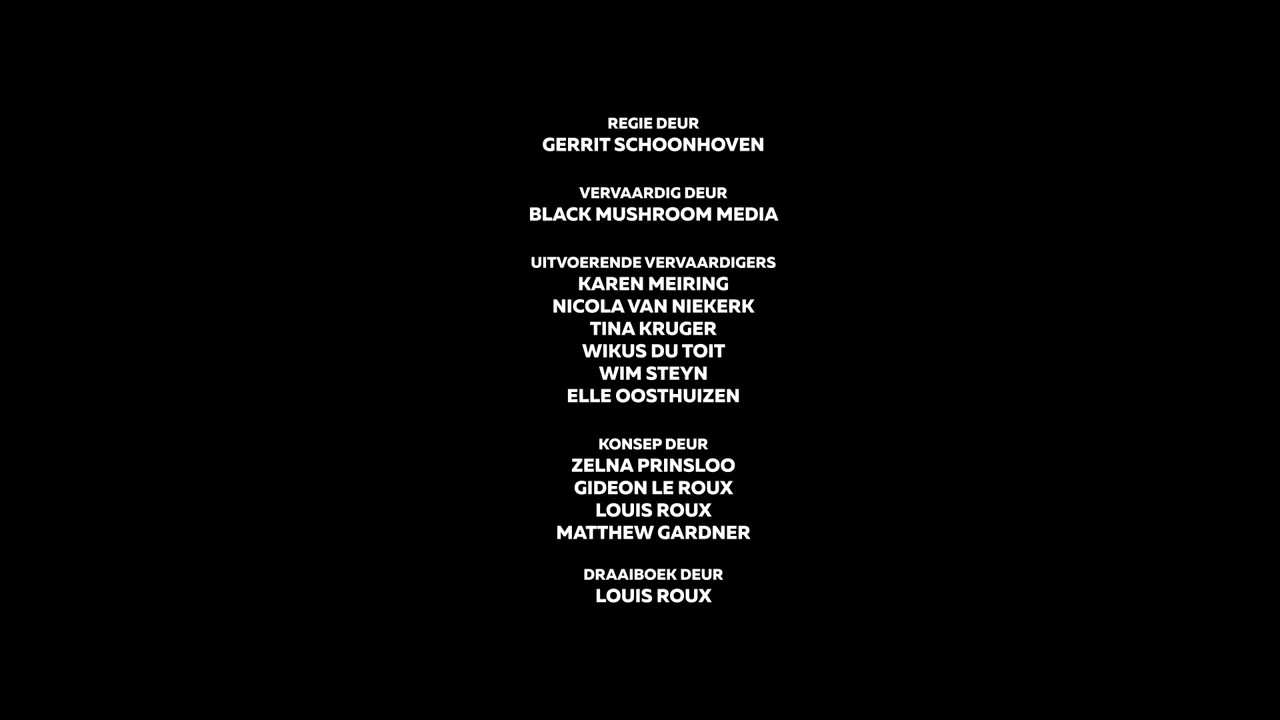 REGIE DEUR
GERRIT SCHOONHOVEN
VERVAARDIG DEUR
BLACK MUSHROOM MEDIA
UITVOERENDE VERVAARDIGERS
KAREN MEIRING
NICOLA VAN NIEKERK
TINA KRUGER
WIKUS DU TOIT
WIM STEYN
ELLE OOSTHUIZEN
KONSEP DEUR
ZELNA PRINSLOO
GIDEON LE ROUX
LOUIS ROUX
MATTHEW GARDNER
DRAAIBOEK DEUR
LOUIS ROUX